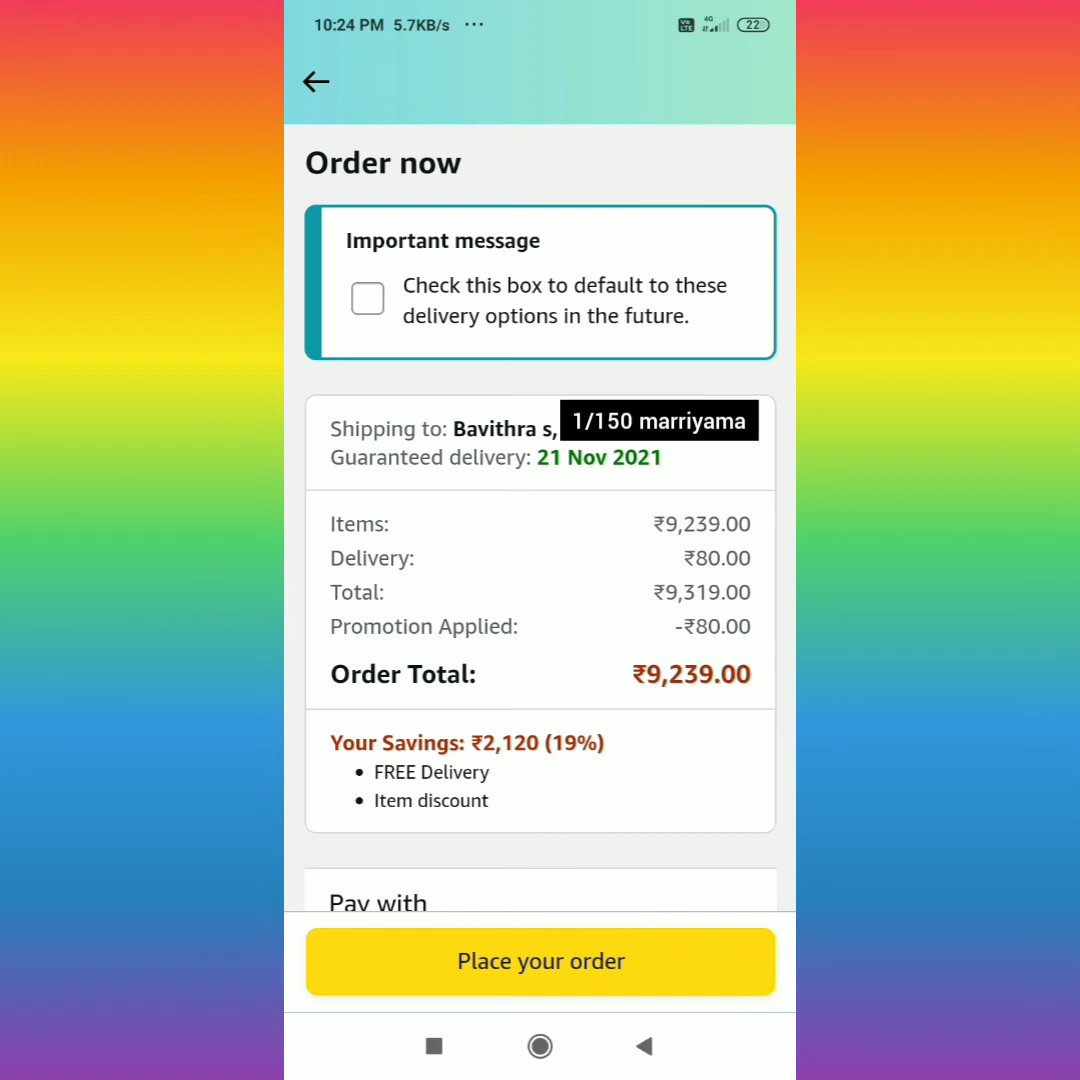 10:24 PM 5.7KB/s ...
Vo LTE 4G 22
Order now
Important message
Check this box to default to these
delivery options in the future.
Shipping to: Bavithra s, 1/150 marriyama
Guaranteed delivery: 21 Nov 2021
Items: ₹9,239.00
Delivery: ₹80.00
Total: ₹9,319.00
Promotion Applied: -₹80.00
Order Total: ₹9,239.00
Your Savings: ₹2,120 (19%)
• FREE Delivery
• Item discount
Pay with
Place your order